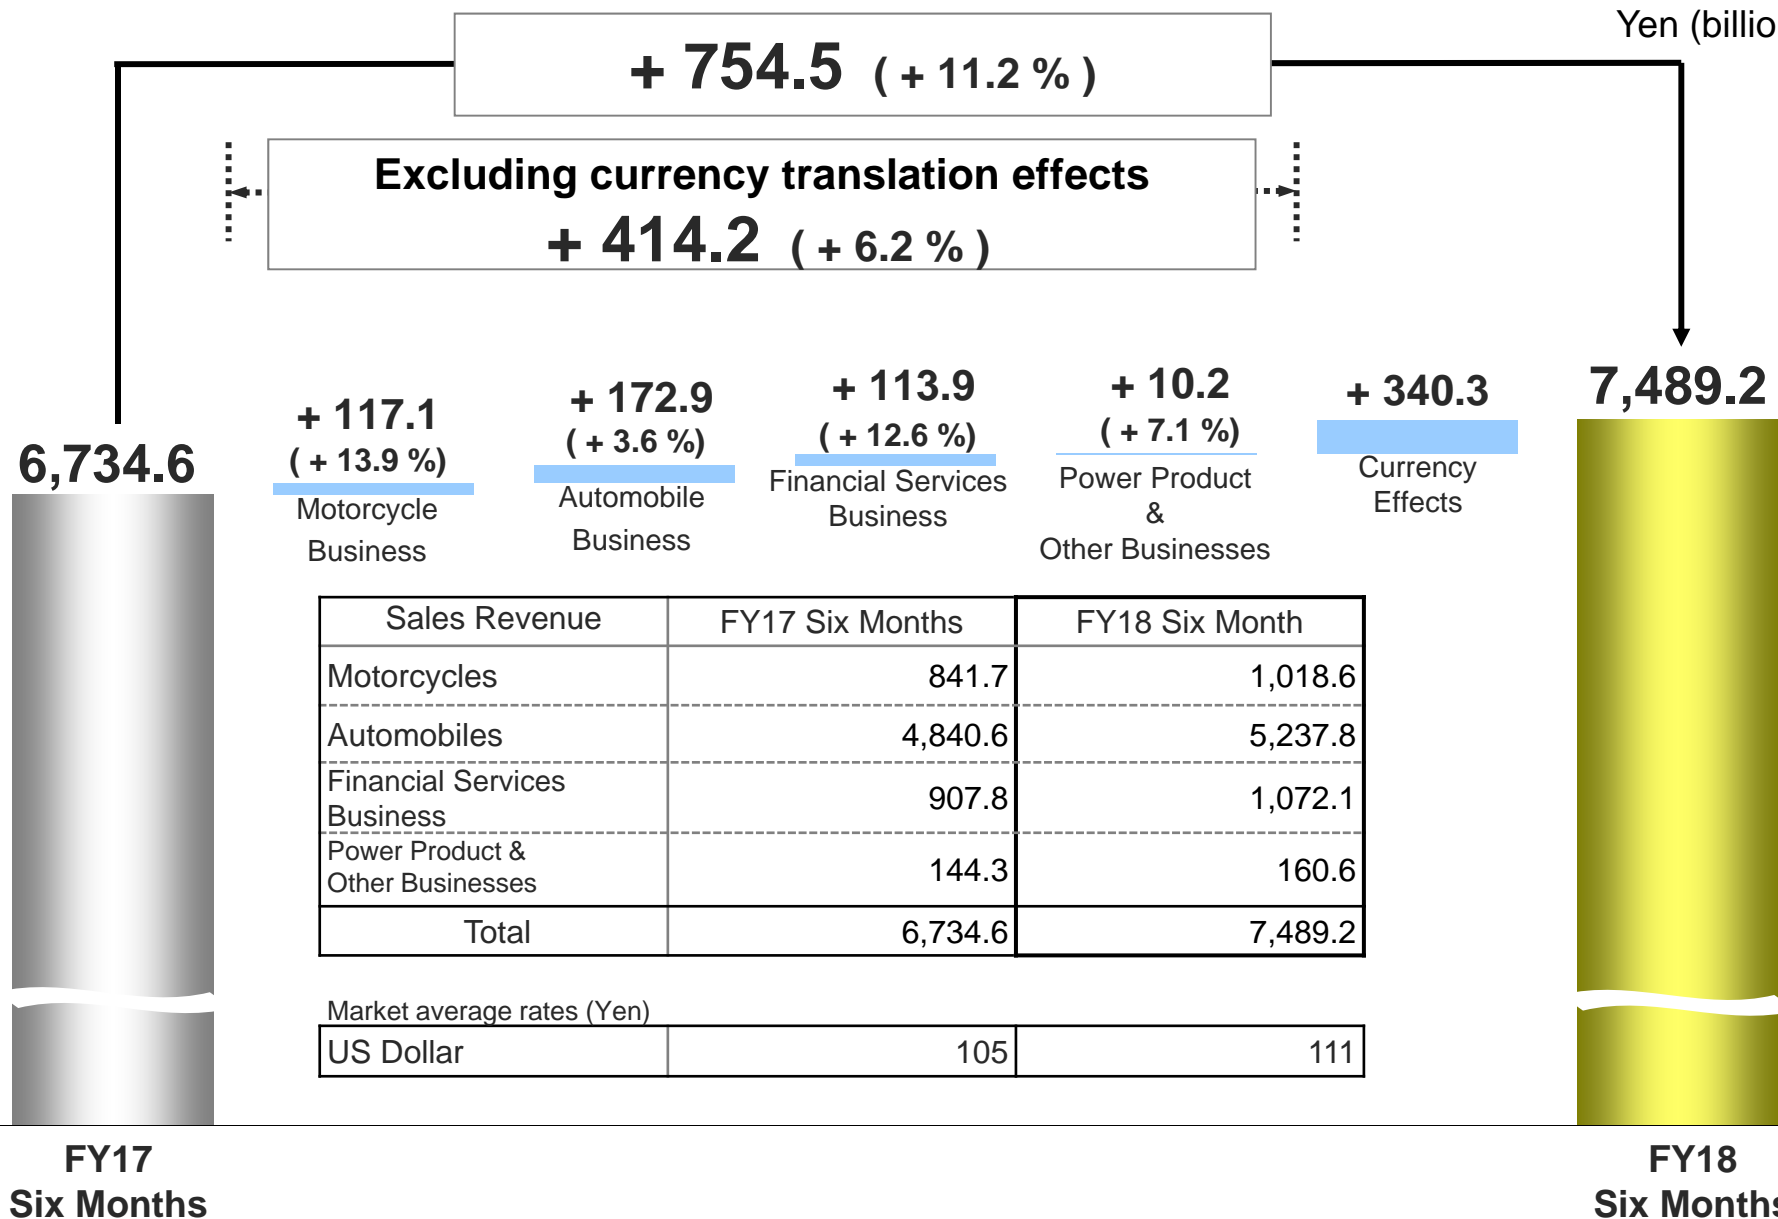 Yen (billio
+ 754.5 ( + 11.2 % )
Excluding currency translation effects
+ 414.2 ( + 6.2 % )
6,734.6
+ 117.1
( + 13.9 %)
Motorcycle
Business
+ 172.9
( + 3.6 %)
Automobile
Business
+ 113.9
( + 12.6 %)
Financial Services
Business
+ 10.2
( + 7.1 %)
Power Product
&
Other Businesses
+ 340.3
Currency
Effects
7,489.2
Sales Revenue FY17 Six Months FY18 Six Month
Motorcycles 841.7 1,018.6
Automobiles 4,840.6 5,237.8
Financial Services
Business 907.8 1,072.1
Power Product &
Other Businesses 144.3 160.6
Total 6,734.6 7,489.2
Market average rates (Yen)
US Dollar 105 111
FY17
Six Months
FY18
Six Months